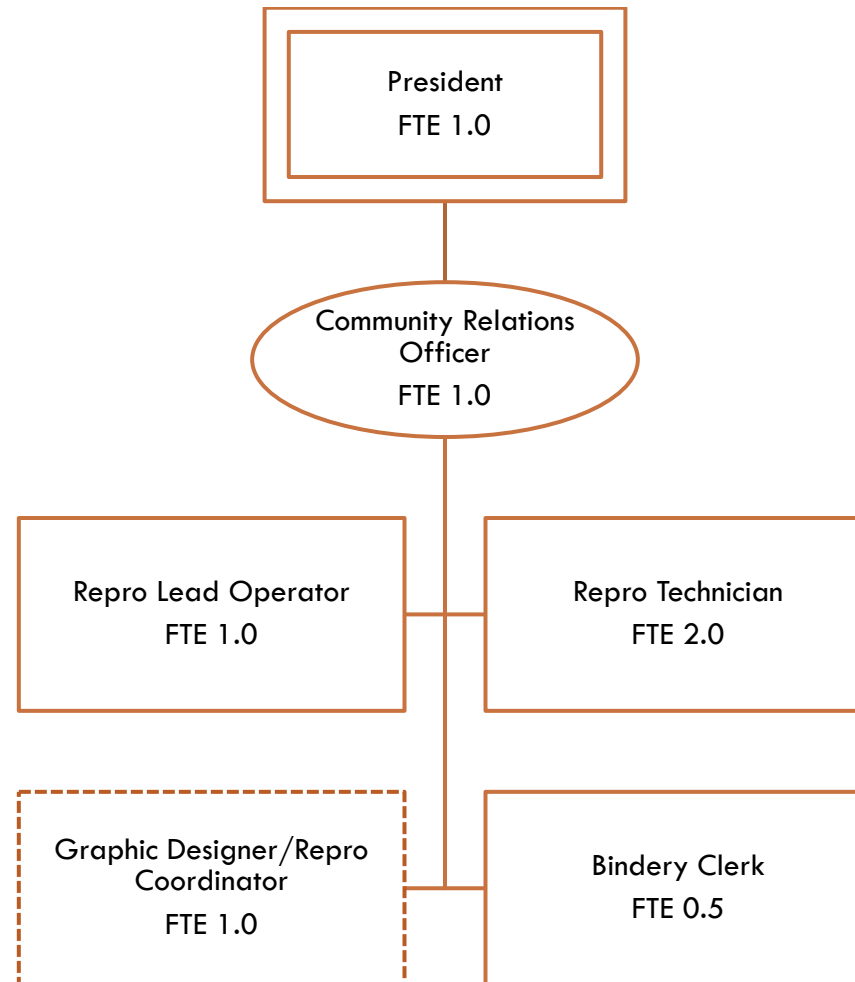 President
FTE 1.0
Community Relations
Officer
FTE 1.0
Repro Lead Operator
FTE 1.0
Repro Technician
FTE 2.0
Graphic Designer/Repro
Coordinator
FTE 1.0
Bindery Clerk
FTE 0.5